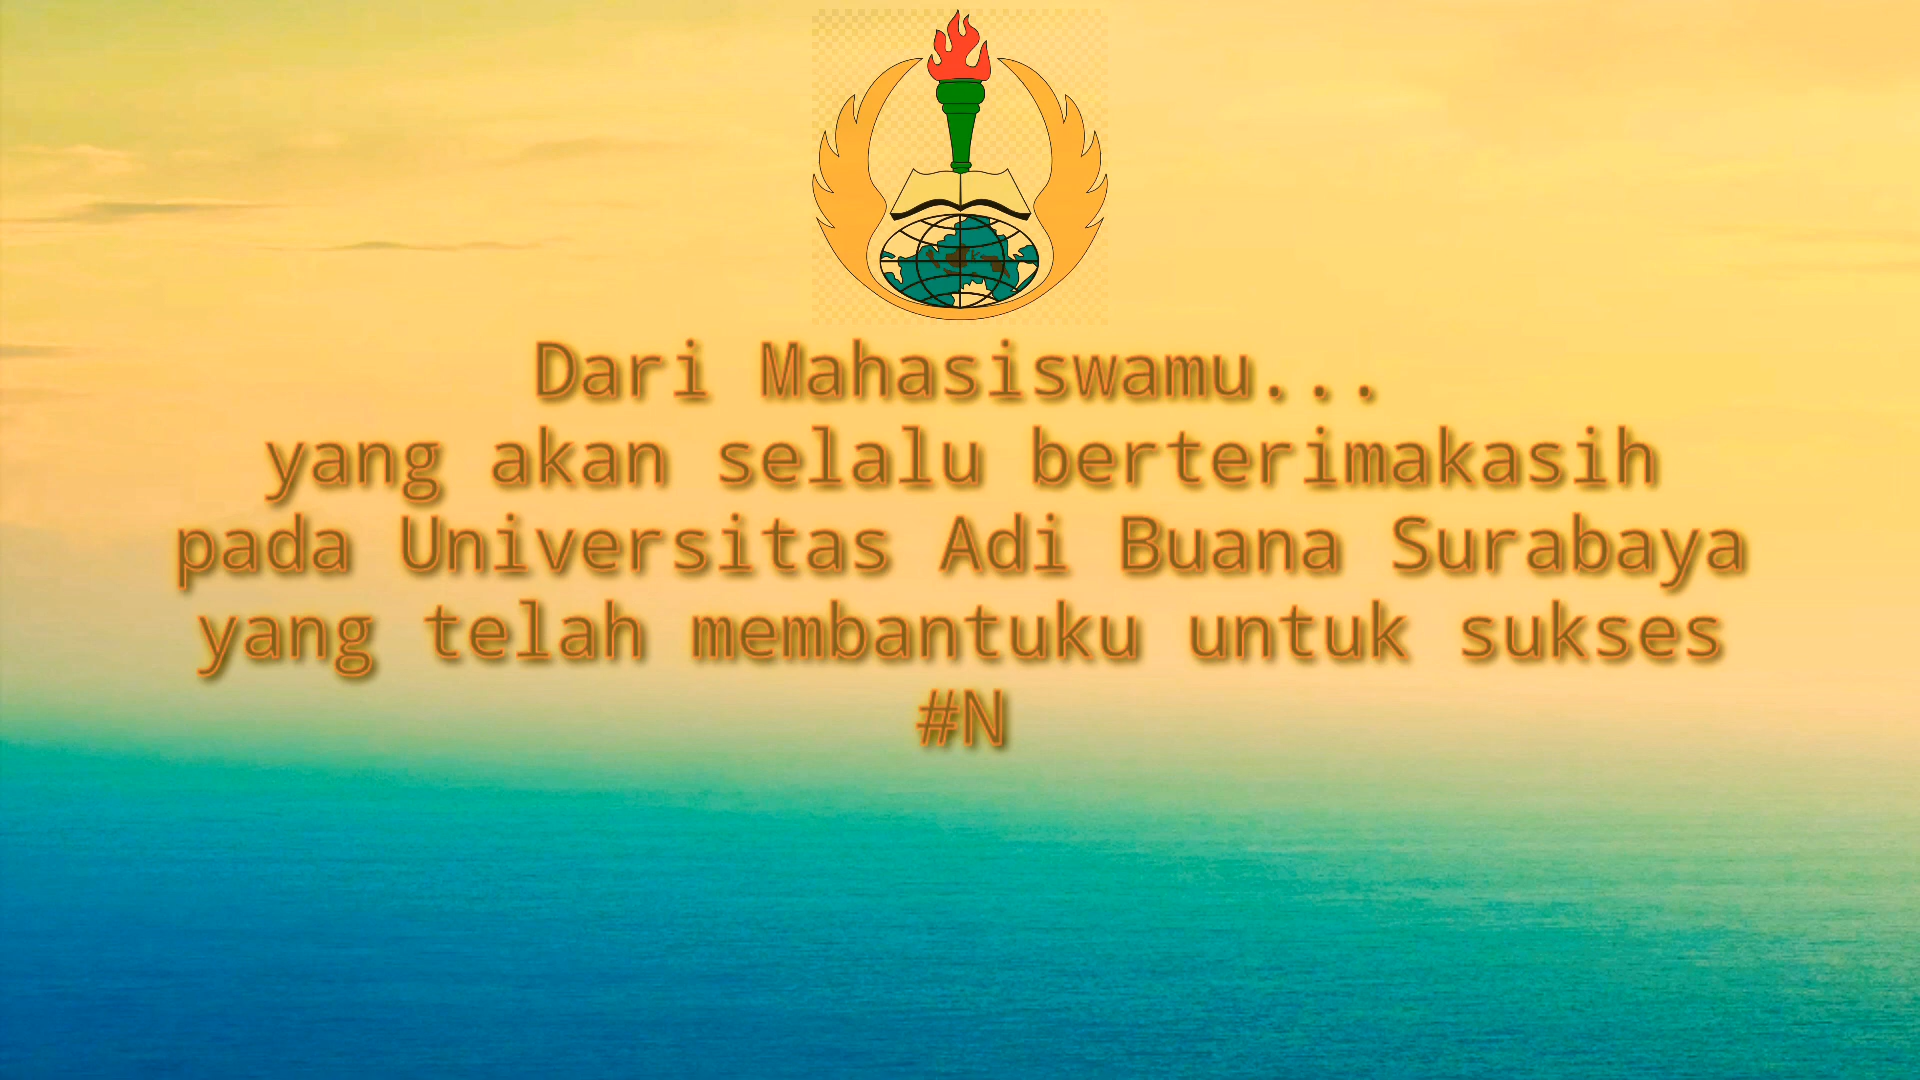 Dari Mahasiswamu...
yang akan selalu berterimakasih
pada Universitas Adi Buana Surabaya
yang telah membantuku untuk sukses
#N